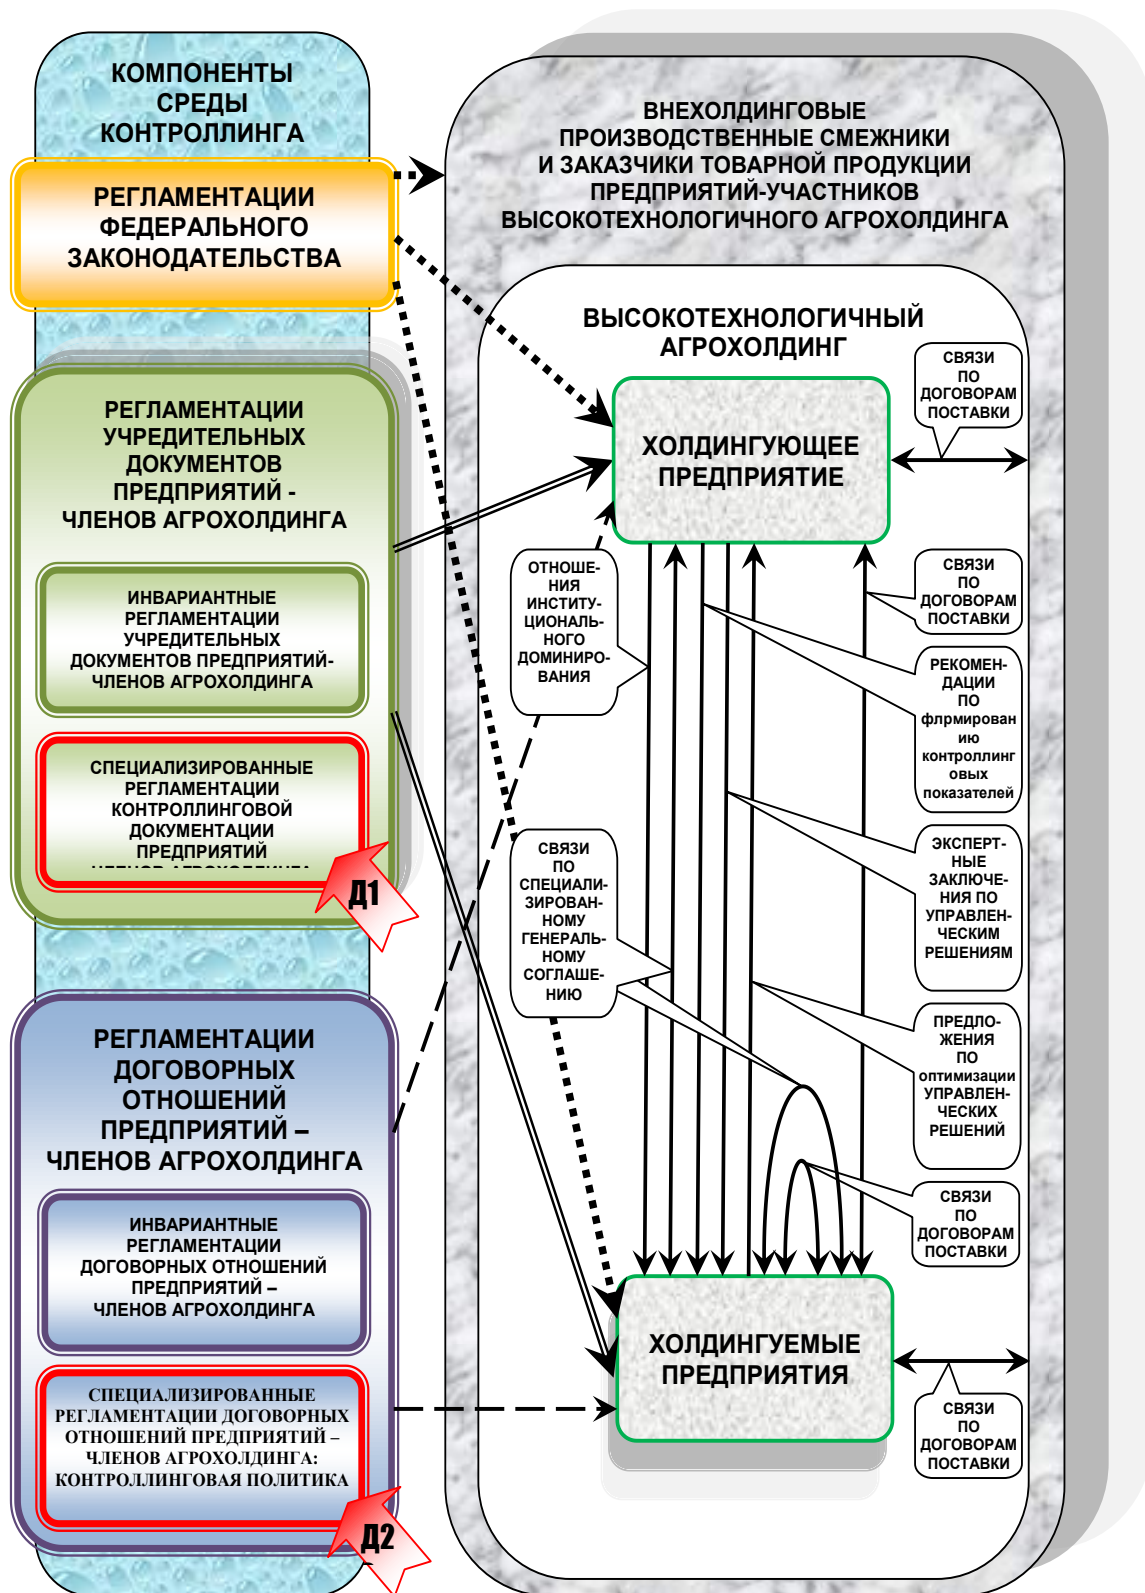 КОМПОНЕНТЫ
СРЕДЫ
КОНТРОЛЛИНГА
РЕГЛАМЕНТАЦИИ
ФЕДЕРАЛЬНОГО
ЗАКОНОДАТЕЛЬСТВА
РЕГЛАМЕНТАЦИИ
УЧРЕДИТЕЛЬНЫХ
ДОКУМЕНТОВ
ПРЕДПРИЯТИЙ -
ЧЛЕНОВ АГРОХОЛДИНГА
ИНВАРИАНТНЫЕ
РЕГЛАМЕНТАЦИИ
УЧРЕДИТЕЛЬНЫХ
ДОКУМЕНТОВ ПРЕДПРИЯТИЙ-
ЧЛЕНОВ АГРОХОЛДИНГА
СПЕЦИАЛИЗИРОВАННЫЕ
РЕГЛАМЕНТАЦИИ
КОНТРОЛЛИНГОВОЙ
ДОКУМЕНТАЦИИ
ПРЕДПРИЯТИЙ
ЧЛЕНОВ АГРОХОЛДИНГА
Д1
РЕГЛАМЕНТАЦИИ
ДОГОВОРНЫХ
ОТНОШЕНИЙ
ПРЕДПРИЯТИЙ –
ЧЛЕНОВ АГРОХОЛДИНГА
ИНВАРИАНТНЫЕ
РЕГЛАМЕНТАЦИИ
ДОГОВОРНЫХ ОТНОШЕНИЙ
ПРЕДПРИЯТИЙ –
ЧЛЕНОВ АГРОХОЛДИНГА
СПЕЦИАЛИЗИРОВАННЫЕ
РЕГЛАМЕНТАЦИИ ДОГОВОРНЫХ
ОТНОШЕНИЙ ПРЕДПРИЯТИЙ –
ЧЛЕНОВ АГРОХОЛДИНГА:
КОНТРОЛЛИНГОВАЯ ПОЛИТИКА
Д2
ВНЕХОЛДИНГОВЫЕ
ПРОИЗВОДСТВЕННЫЕ СМЕЖНИКИ
И ЗАКАЗЧИКИ ТОВАРНОЙ ПРОДУКЦИИ
ПРЕДПРИЯТИЙ-УЧАСТНИКОВ
ВЫСОКОТЕХНОЛОГИЧНОГО АГРОХОЛДИНГА
ВЫСОКОТЕХНОЛОГИЧНЫЙ
АГРОХОЛДИНГ
ХОЛДИНГУЮЩЕЕ
ПРЕДПРИЯТИЕ
СВЯЗИ
ПО
ДОГОВОРАМ
ПОСТАВКИ
ОТНОШЕ-
НИЯ
ИНСТИТУ-
ЦИОНАЛЬ-
НОГО
ДОМИНИРО-
ВАНИЯ
СВЯЗИ
ПО
ДОГОВОРАМ
ПОСТАВКИ
РЕКОМЕН-
ДАЦИИ
ПО
флрмирован
ию
контроллинг
овых
показателей
СВЯЗИ
ПО
СПЕЦИАЛИ-
ЗИРОВАН-
НОМУ
ГЕНЕРАЛЬ-
НОМУ
СОГЛАШЕ-
НИЮ
ЭКСПЕРТ-
НЫЕ
ЗАКЛЮЧЕ-
НИЯ ПО
УПРАВЛЕН-
ЧЕСКИМ
РЕШЕНИЯМ
ПРЕДЛО-
ЖЕНИЯ
ПО
оптимизации
УПРАВЛЕН-
ЧЕСКИХ
РЕШЕНИЙ
СВЯЗИ
ПО
ДОГОВОРАМ
ПОСТАВКИ
ХОЛДИНГУЕМЫЕ
ПРЕДПРИЯТИЯ
СВЯЗИ
ПО
ДОГОВОРАМ
ПОСТАВКИ